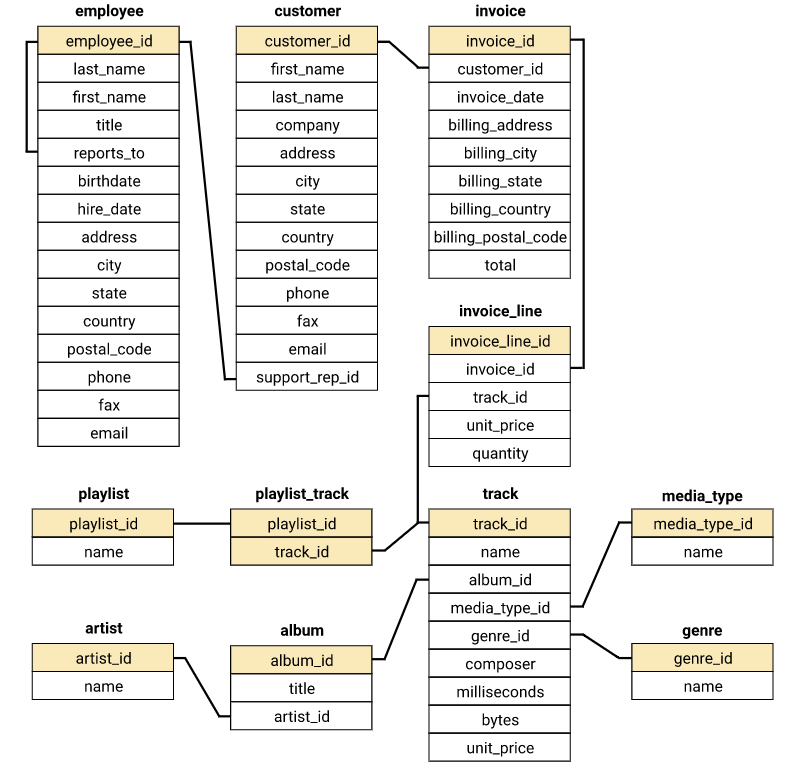 employee
employee_id
last_name
first_name
title
reports_to
birthdate
hire_date
address
city
state
country
postal_code
phone
fax
email
customer
customer_id
first_name
last_name
company
address
city
state
country
postal_code
phone
fax
email
support_rep_id
invoice
invoice_id
customer_id
invoice_date
billing_address
billing_city
billing_state
billing_country
billing_postal_code
total
invoice_line
invoice_line_id
invoice_id
track_id
unit_price
quantity
playlist
playlist_id
name
playlist_track
playlist_id
track_id
track
track_id
name
album_id
media_type_id
genre_id
composer
milliseconds
bytes
unit_price
media_type
media_type_id
name
artist
artist_id
name
album
album_id
title
artist_id
genre
genre_id
name